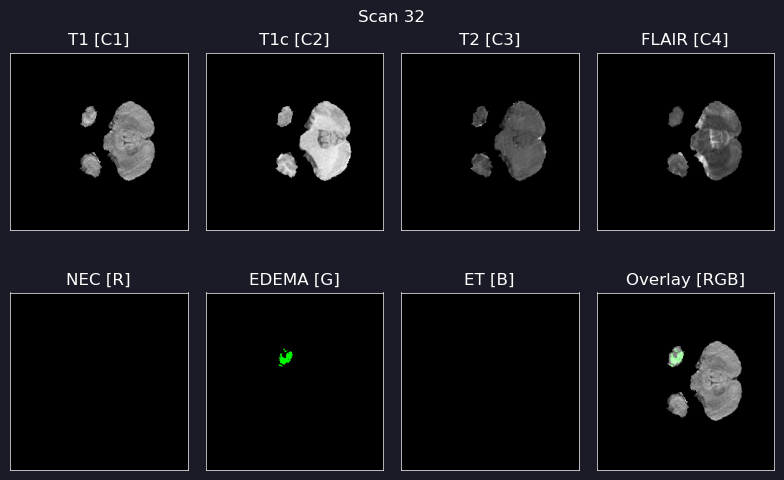 Scan 32
T1 [C1]
T1c [C2]
T2 [C3]
FLAIR [C4]
NEC [R]
EDEMA [G]
ET [B]
Overlay [RGB]